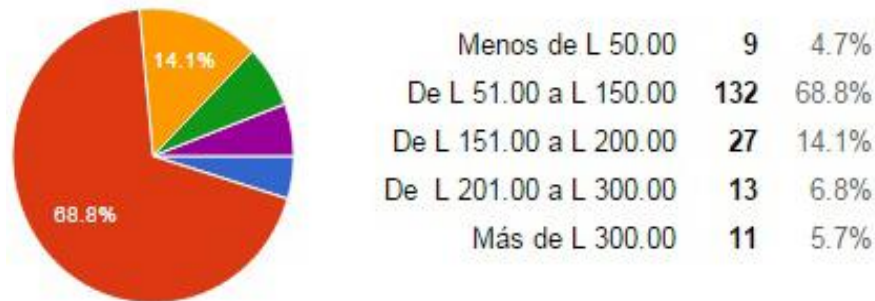 14.1%
68.8%
Menos de L 50.00 9 4.7%
De L 51.00 a L 150.00 132 68.8%
De L 151.00 a L 200.00 27 14.1%
De L 201.00 a L 300.00 13 6.8%
Más de L 300.00 11 5.7%